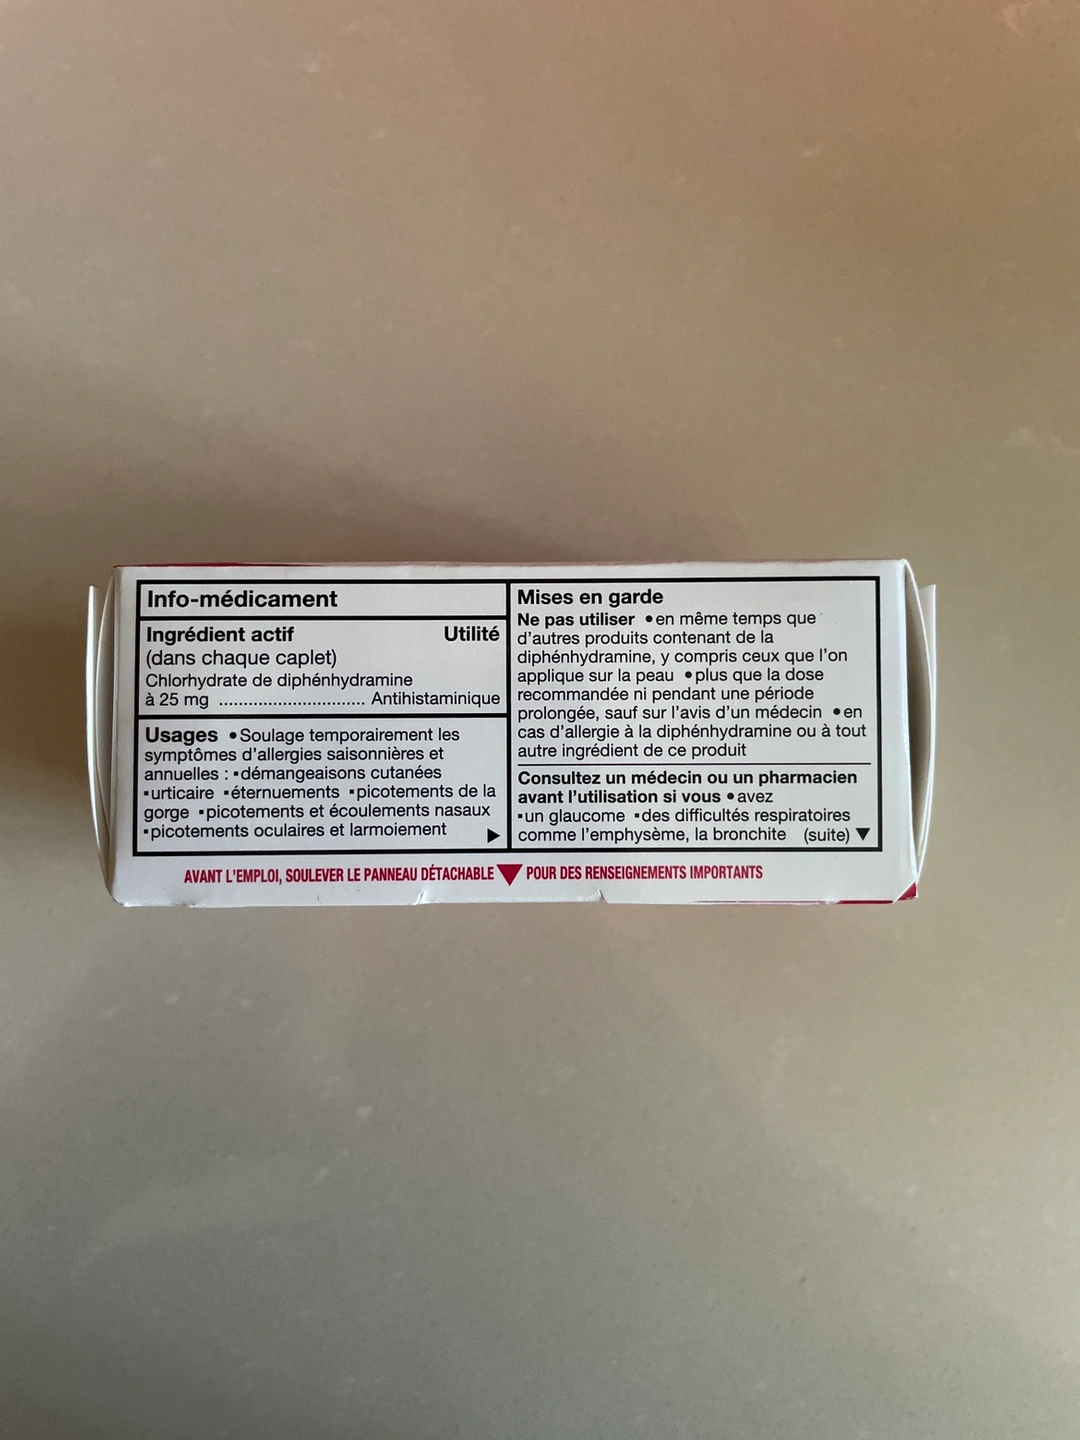 Info-médicament
Ingrédient actif Utilité
(dans chaque caplet)
Chlorhydrate de diphénhydramine
à 25 mg .............................. Antihistaminique
Usages •Soulage temporairement les
symptômes d'allergies saisonnières et
annuelles : ▪démangeaisons cutanées
▪urticaire ▪éternuements ▪picotements de la
gorge ▪picotements et écoulements nasaux
▪picotements oculaires et larmoiement ▶
Mises en garde
Ne pas utiliser •en même temps que
d'autres produits contenant de la
diphénhydramine, y compris ceux que l'on
applique sur la peau •plus que la dose
recommandée ni pendant une période
prolongée, sauf sur l'avis d'un médecin •en
cas d'allergie à la diphénhydramine ou à tout
autre ingrédient de ce produit
Consultez un médecin ou un pharmacien
avant l'utilisation si vous •avez
▪un glaucome ▪des difficultés respiratoires
comme l'emphysème, la bronchite (suite) ▼
AVANT L'EMPLOI, SOULEVER LE PANNEAU DÉTACHABLE ▼ POUR DES RENSEIGNEMENTS IMPORTANTS